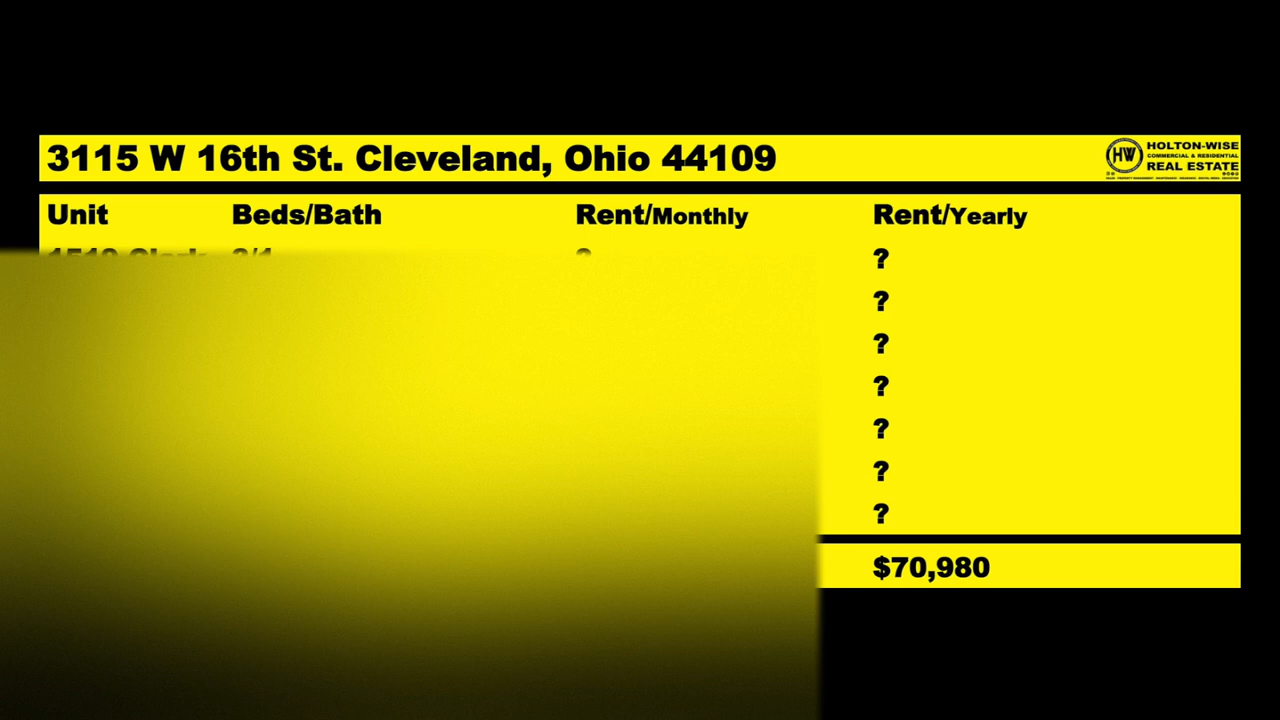 3115 W 16th St. Cleveland, Ohio 44109
HW HOLTON-WISE
COMMERCIAL & RESIDENTIAL
REAL ESTATE
Unit Beds/Bath Rent/Monthly Rent/Yearly
?
?
?
?
?
?
?
$70,980